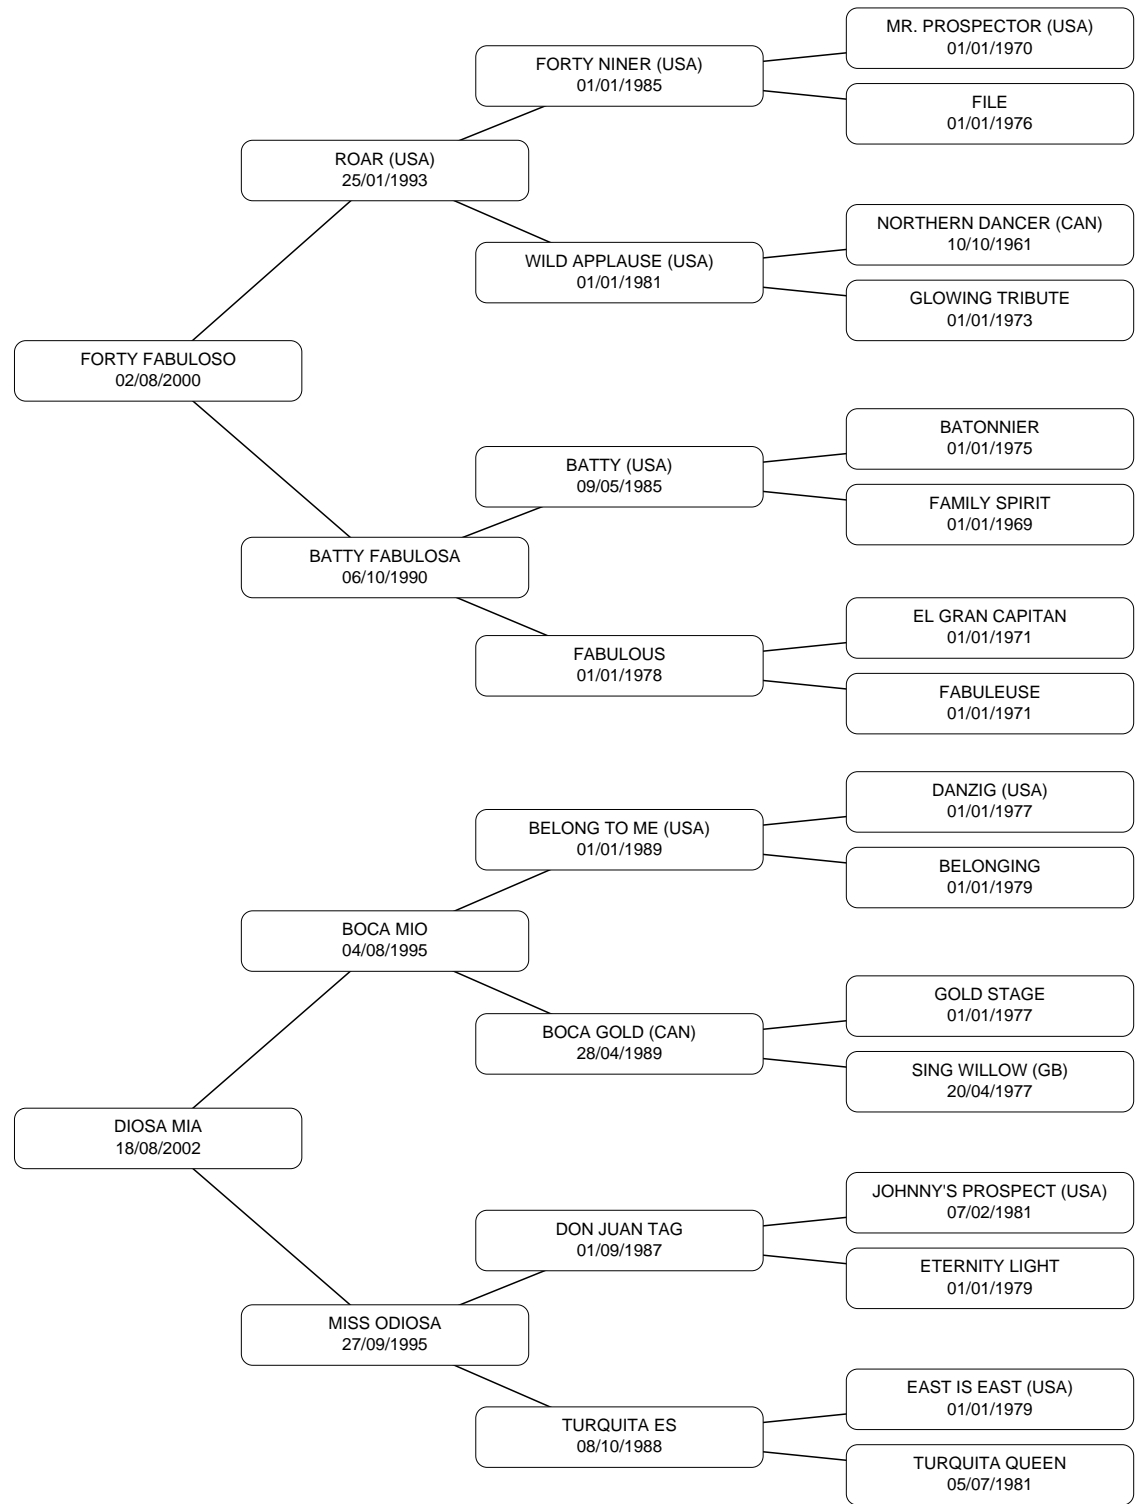 MR. PROSPECTOR (USA)
01/01/1970
FORTY NINER (USA)
01/01/1985
FILE
01/01/1976
ROAR (USA)
25/01/1993
NORTHERN DANCER (CAN)
10/10/1961
WILD APPLAUSE (USA)
01/01/1981
GLOWING TRIBUTE
01/01/1973
FORTY FABULOSO
02/08/2000
BATONNIER
01/01/1975
BATTY (USA)
09/05/1985
FAMILY SPIRIT
01/01/1969
BATTY FABULOSA
06/10/1990
EL GRAN CAPITAN
01/01/1971
FABULOUS
01/01/1978
FABULEUSE
01/01/1971
DANZIG (USA)
01/01/1977
BELONG TO ME (USA)
01/01/1989
BELONGING
01/01/1979
BOCA MIO
04/08/1995
GOLD STAGE
01/01/1977
BOCA GOLD (CAN)
28/04/1989
SING WILLOW (GB)
20/04/1977
DIOSA MIA
18/08/2002
JOHNNY'S PROSPECT (USA)
07/02/1981
DON JUAN TAG
01/09/1987
ETERNITY LIGHT
01/01/1979
MISS ODIOSA
27/09/1995
EAST IS EAST (USA)
01/01/1979
TURQUITA ES
08/10/1988
TURQUITA QUEEN
05/07/1981